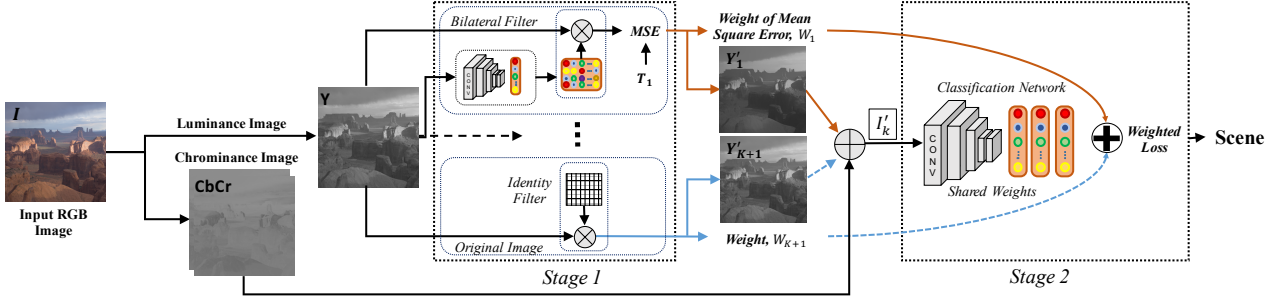 I
Input RGB
Image
Luminance Image
Chrominance Image
CbCr
Y
Bilateral Filter
CONV
MSE
T1
Identity
Filter
Original Image
Stage 1
Weight of Mean
Square Error, W1
Y′1
Y′K+1
Weight, WK+1
I′k
CONV
Classification Network
Shared Weights
Weighted
Loss
Stage 2
Scene